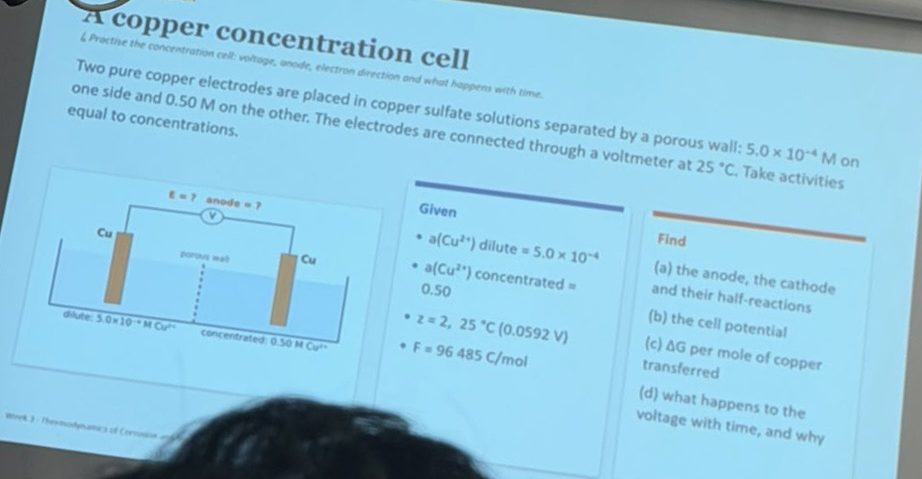 A copper concentration cell
Practise the concentration cell: voltage, anode, electron direction and what happens with time.
Two pure copper electrodes are placed in copper sulfate solutions separated by a porous wall: 5.0 × 10⁻⁴ M on
one side and 0.50 M on the other. The electrodes are connected through a voltmeter at 25 °C. Take activities
equal to concentrations.
E = ? anode = ?
V
Cu
porous wall
Cu
dilute: 5.0×10⁻⁴ M Cu²⁺
concentrated: 0.50 M Cu²⁺
Given
• a(Cu²⁺) dilute = 5.0 × 10⁻⁴
• a(Cu²⁺) concentrated =
0.50
• z = 2, 25 °C (0.0592 V)
• F = 96 485 C/mol
Find
(a) the anode, the cathode
and their half-reactions
(b) the cell potential
(c) ΔG per mole of copper
transferred
(d) what happens to the
voltage with time, and why
Week 3 - Thermodynamics of Corrosion